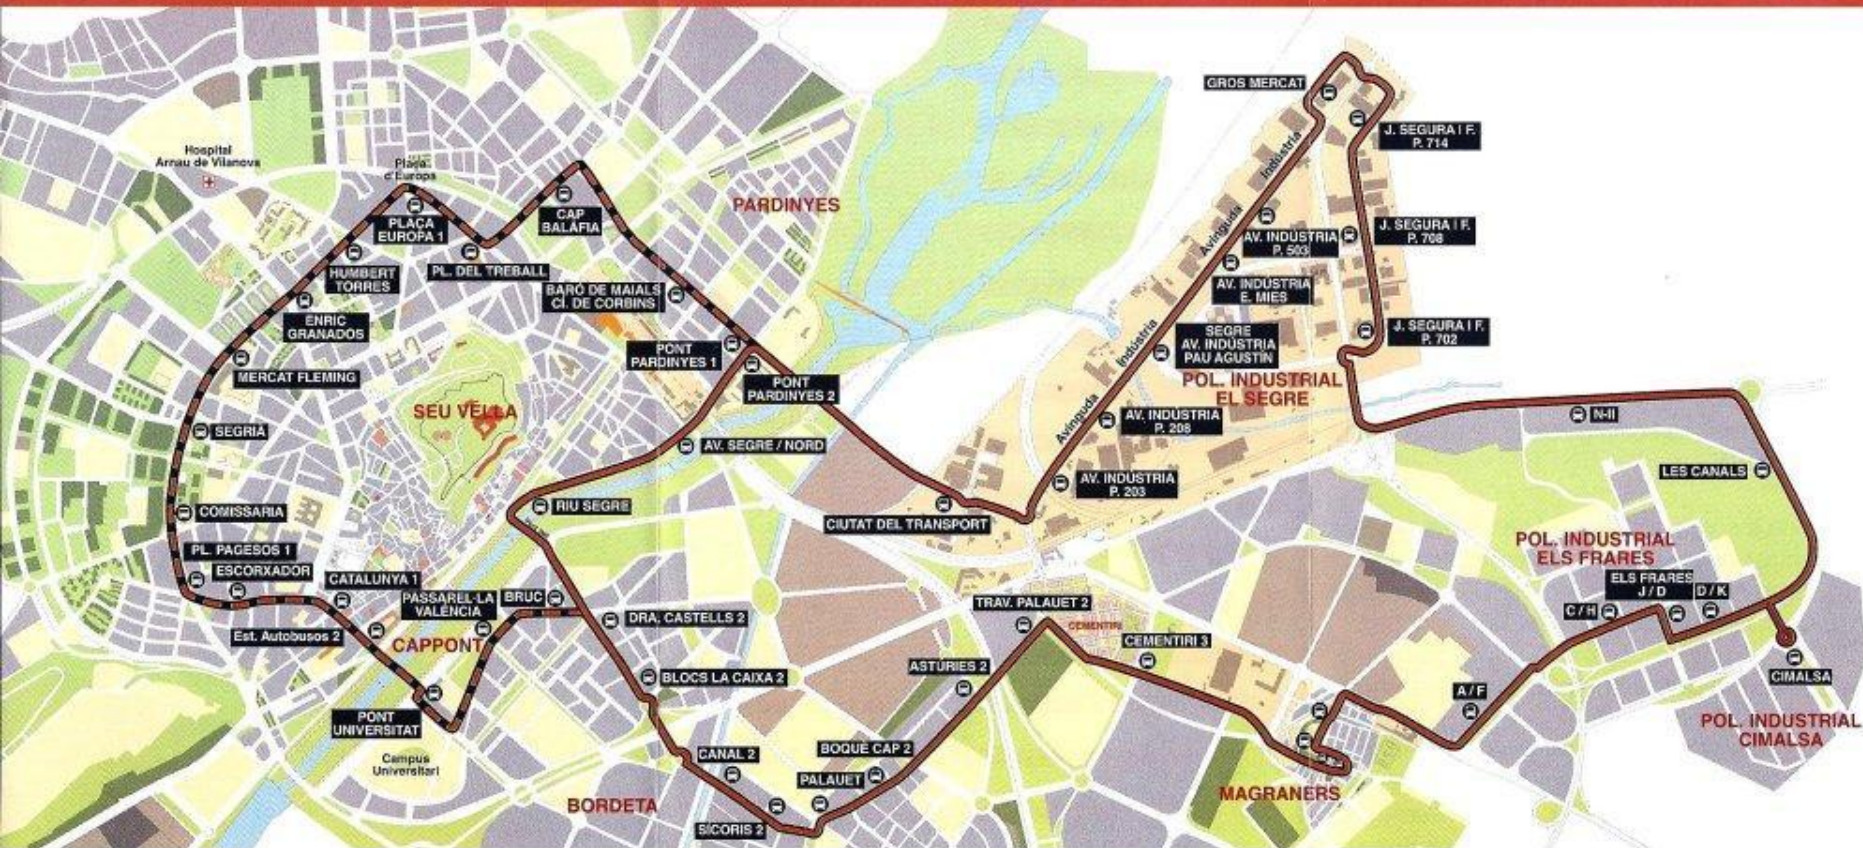 GROS MERCAT
J. SEGURA I F.
P. 714
Hospital
Arnau de Vilanova
Plaça
d'Europa
Indústria
PARDINYES
CAP
BALÀFIA
PLAÇA
EUROPA 1
Avinguda
AV. INDÚSTRIA
P. 503
J. SEGURA I F.
P. 708
HUMBERT
TORRES
PL. DEL TREBALL
BARÓ DE MAIALS
CÍ. DE CORBINS
AV. INDÚSTRIA
E. MIES
ENRIC
GRANADOS
PONT
PARDINYES 1
Indústria
SEGRE
AV. INDÚSTRIA
PAU AGUSTÍN
J. SEGURA I F.
P. 702
MERCAT FLEMING
PONT
PARDINYES 2
POL. INDUSTRIAL
EL SEGRE
SEU VELLA
Avinguda
AV. INDÚSTRIA
P. 208
N-II
SEGRIÀ
AV. SEGRE / NORD
LES CANALS
AV. INDÚSTRIA
P. 203
COMISSARIA
RIU SEGRE
CIUTAT DEL TRANSPORT
POL. INDUSTRIAL
ELS FRARES
PL. PAGESOS 1
ESCORXADOR
CATALUNYA 1
PASSAREL·LA
VALÈNCIA
BRUC
ELS FRARES
J / D
D / K
C / H
TRAV. PALAUET 2
CEMENTIRI
Est. Autobusos 2
CAPPONT
DRA. CASTELLS 2
CEMENTIRI 3
BLOCS LA CAIXA 2
ASTÚRIES 2
A / F
CIMALSA
PONT
UNIVERSITAT
POL. INDUSTRIAL
CIMALSA
Campus
Universitari
CANAL 2
BOQUÉ CAP 2
PALAUET
MAGRANERS
BORDETA
SÍCORIS 2